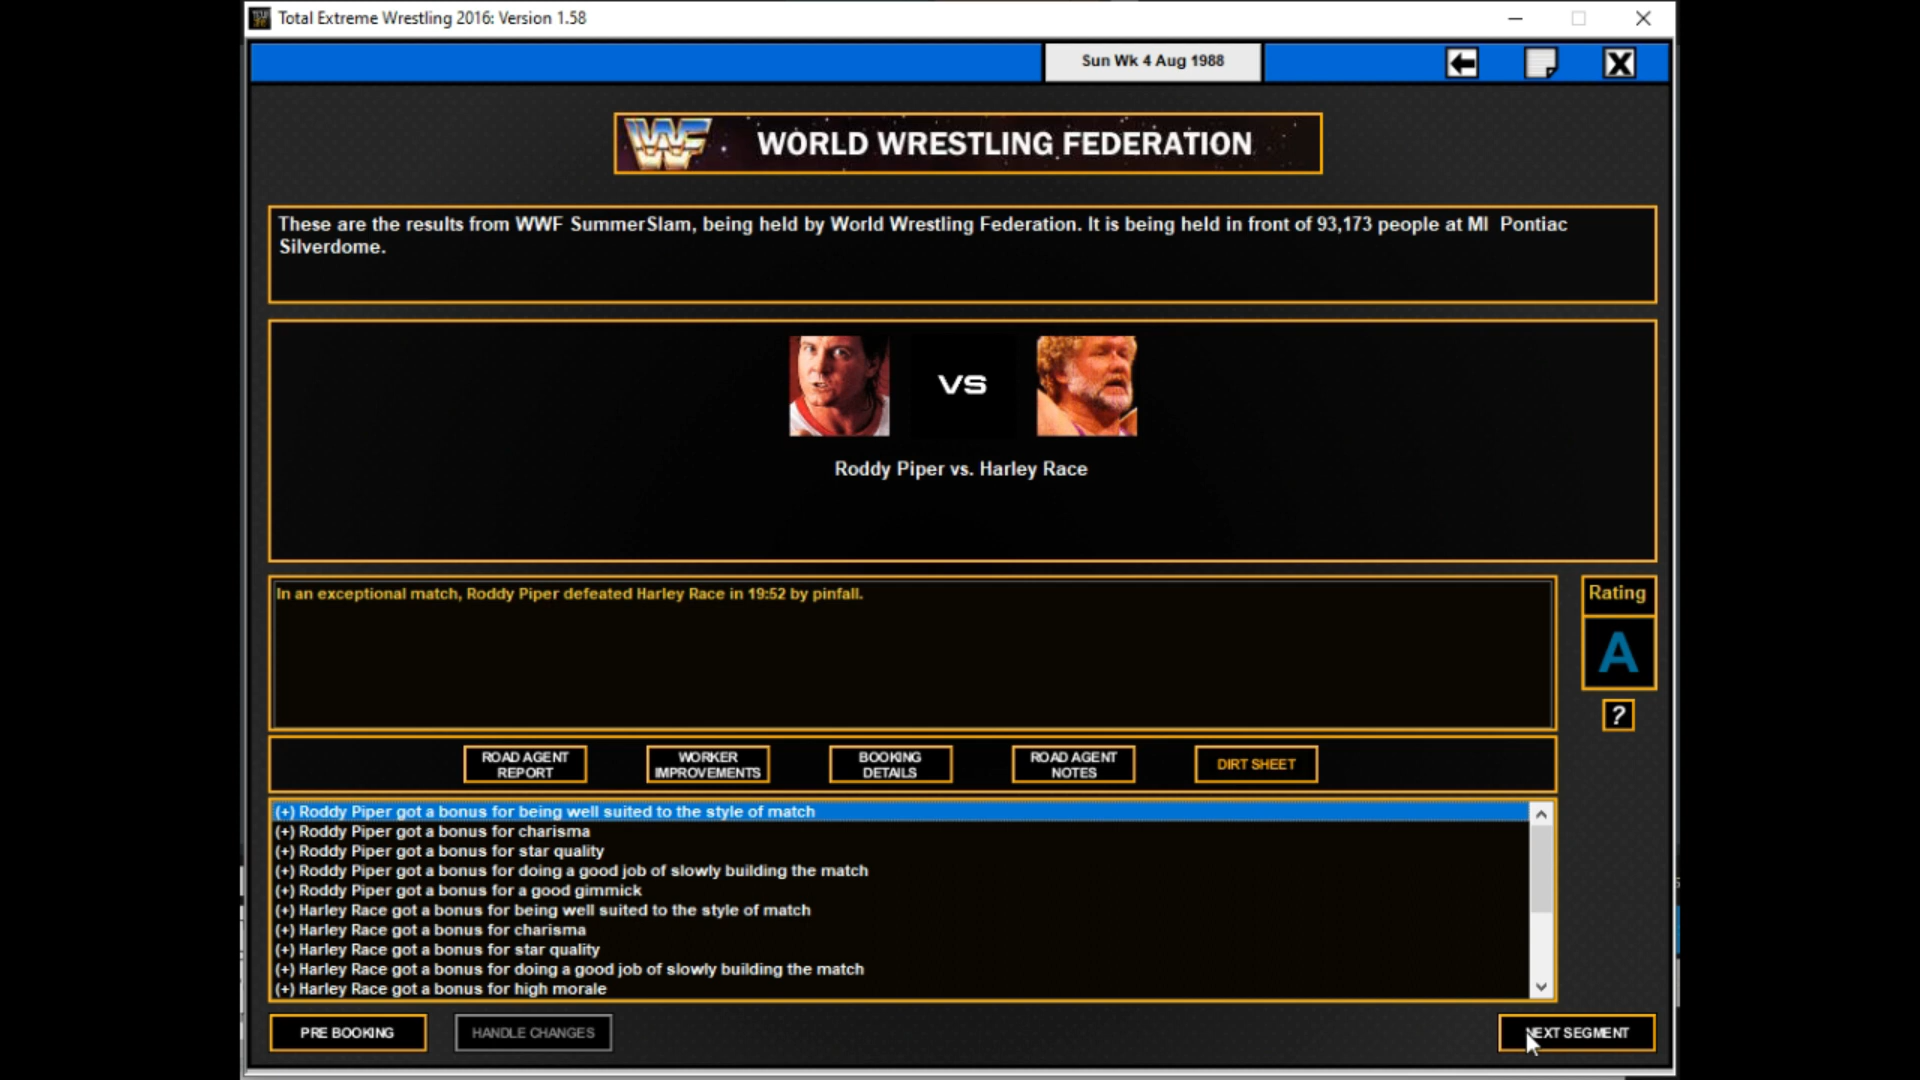 Total Extreme Wrestling 2016: Version 1.58
Sun Wk 4 Aug 1988
WORLD WRESTLING FEDERATION
These are the results from WWF SummerSlam, being held by World Wrestling Federation. It is being held in front of 93,173 people at MI Pontiac
Silverdome.
VS
Roddy Piper vs. Harley Race
In an exceptional match, Roddy Piper defeated Harley Race in 19:52 by pinfall.
Rating
A
?
ROAD AGENT
REPORT
WORKER
IMPROVEMENTS
BOOKING
DETAILS
ROAD AGENT
NOTES
DIRT SHEET
(+) Roddy Piper got a bonus for being well suited to the style of match
(+) Roddy Piper got a bonus for charisma
(+) Roddy Piper got a bonus for star quality
(+) Roddy Piper got a bonus for doing a good job of slowly building the match
(+) Roddy Piper got a bonus for a good gimmick
(+) Harley Race got a bonus for being well suited to the style of match
(+) Harley Race got a bonus for charisma
(+) Harley Race got a bonus for star quality
(+) Harley Race got a bonus for doing a good job of slowly building the match
(+) Harley Race got a bonus for high morale
PRE BOOKING
HANDLE CHANGES
NEXT SEGMENT